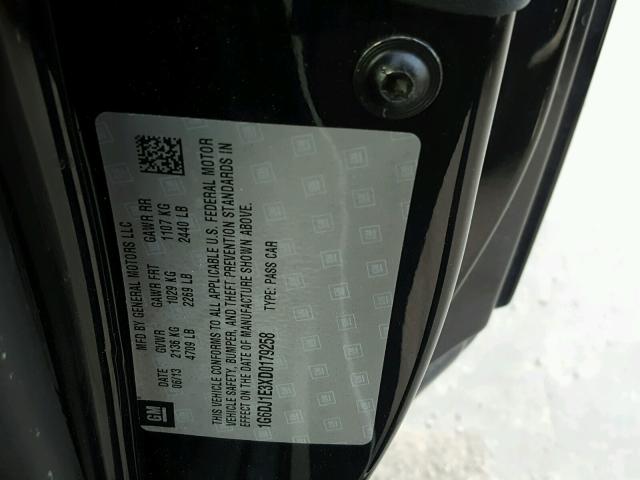 MFD BY GENERAL MOTORS LLC
GVWR GAWR FRT GAWR RR
2136 KG 1029 KG 1107 KG
4709 LB 2269 LB 2440 LB
06/13
GM
THIS VEHICLE CONFORMS TO ALL APPLICABLE U.S. FEDERAL MOTOR
VEHICLE SAFETY, BUMPER, AND THEFT PREVENTION STANDARDS IN
EFFECT ON THE DATE OF MANUFACTURE SHOWN ABOVE.
1G6DJ1E3XD0179258 TYPE: PASS CAR